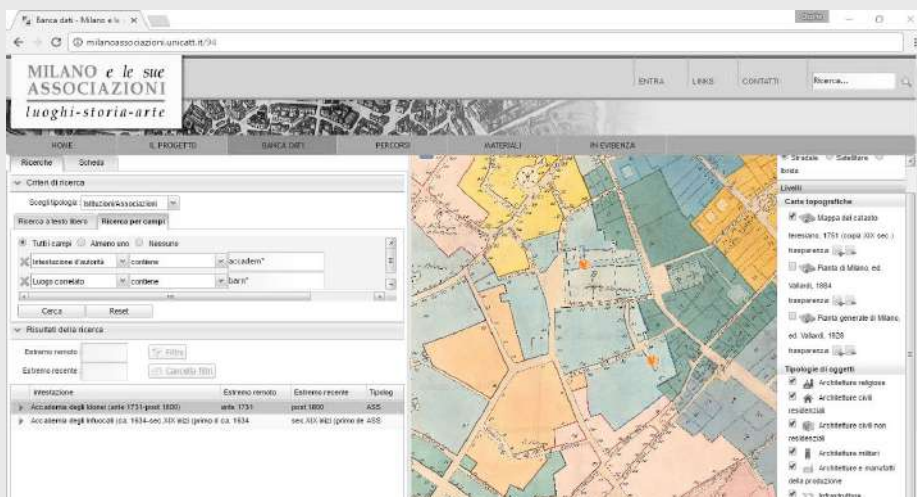 Banca dati - Milano e le
milanoassociazioni.unicatt.it/94
MILANO e le sue
ASSOCIAZIONI
luoghi-storia-arte
ENTRA LINKS CONTATTI Ricerca...
HOME IL PROGETTO BANCA DATI PERCORSI MATERIALI IN EVIDENZA
Ricerche Scheda
Criteri di ricerca
Scegli tipologia: Istituzioni/Associazioni
Ricerca a testo libero Ricerca per campi
Tutti i campi Almeno uno Nessuno
Intestazione d'autorità contiene accadem*
Luogo correlato contiene barn*
Cerca Reset
Risultati della ricerca
Estremo remoto Filtra
Estremo recente Cancella filtri
Intestazione Estremo remoto Estremo recente Tipolog
Accademia degli Idonei (ante 1731-post 1800) ante 1731 post 1800 ASS
Accademia degli Infuocati (ca. 1634-sec. XIX inizi (primo d ca. 1634 sec. XIX inizi (primo de ASS
Stradale Satellitare
Ibrida
Livelli
Carte topografiche
Mappa del catasto
teresiano, 1751 (copia XIX sec.)
trasparenza
Pianta di Milano, ed.
Vallardi, 1884
trasparenza
Pianta generale di Milano,
ed. Vallardi, 1928
trasparenza
Tipologie di oggetti
Architetture religiose
Architetture civili
residenziali
Architetture civili non
residenziali
Architetture militari
Architetture e manufatti
della produzione
Infrastrutture